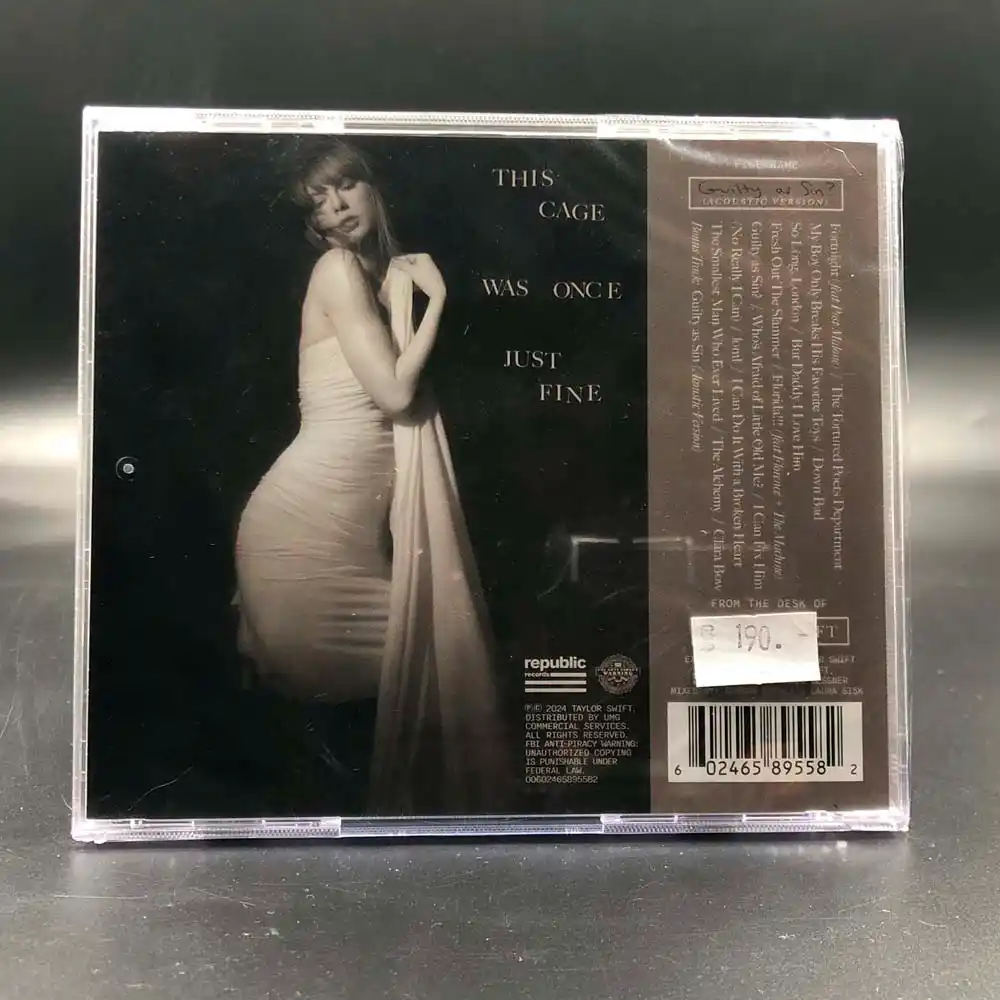 THIS
CAGE
WAS ONCE
JUST
FINE
republic
records
℗© 2024 TAYLOR SWIFT.
DISTRIBUTED BY UMG
COMMERCIAL SERVICES.
ALL RIGHTS RESERVED.
FBI ANTI-PIRACY WARNING:
UNAUTHORIZED COPYING
IS PUNISHABLE UNDER
FEDERAL LAW.
00602465895582
WARNING
FILE NAME
Guilty as Sin?
(ACOUSTIC VERSION)
Fortnight (feat. Post Malone) / The Tortured Poets Department
My Boy Only Breaks His Favorite Toys / Down Bad
So Long, London / But Daddy I Love Him
Fresh Out The Slammer / Florida!!! (feat. Florence + The Machine)
Guilty as Sin? / Who's Afraid of Little Old Me? / I Can Fix Him
(No Really I Can) / loml / I Can Do It With a Broken Heart
The Smallest Man Who Ever Lived / The Alchemy / Clara Bow
Bonus Track: Guilty as Sin (Acoustic Version)
FROM THE DESK OF
FT
190.-
SWIFT
MIXED
LAURA SISK
6 02465 89558 2